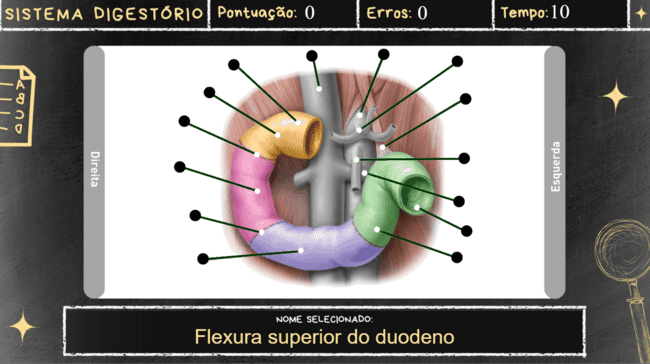 SISTEMA DIGESTÓRIO
Pontuação: 0
Erros: 0
Tempo:10
Direita
Esquerda
NOME SELECIONADO:
Flexura superior do duodeno